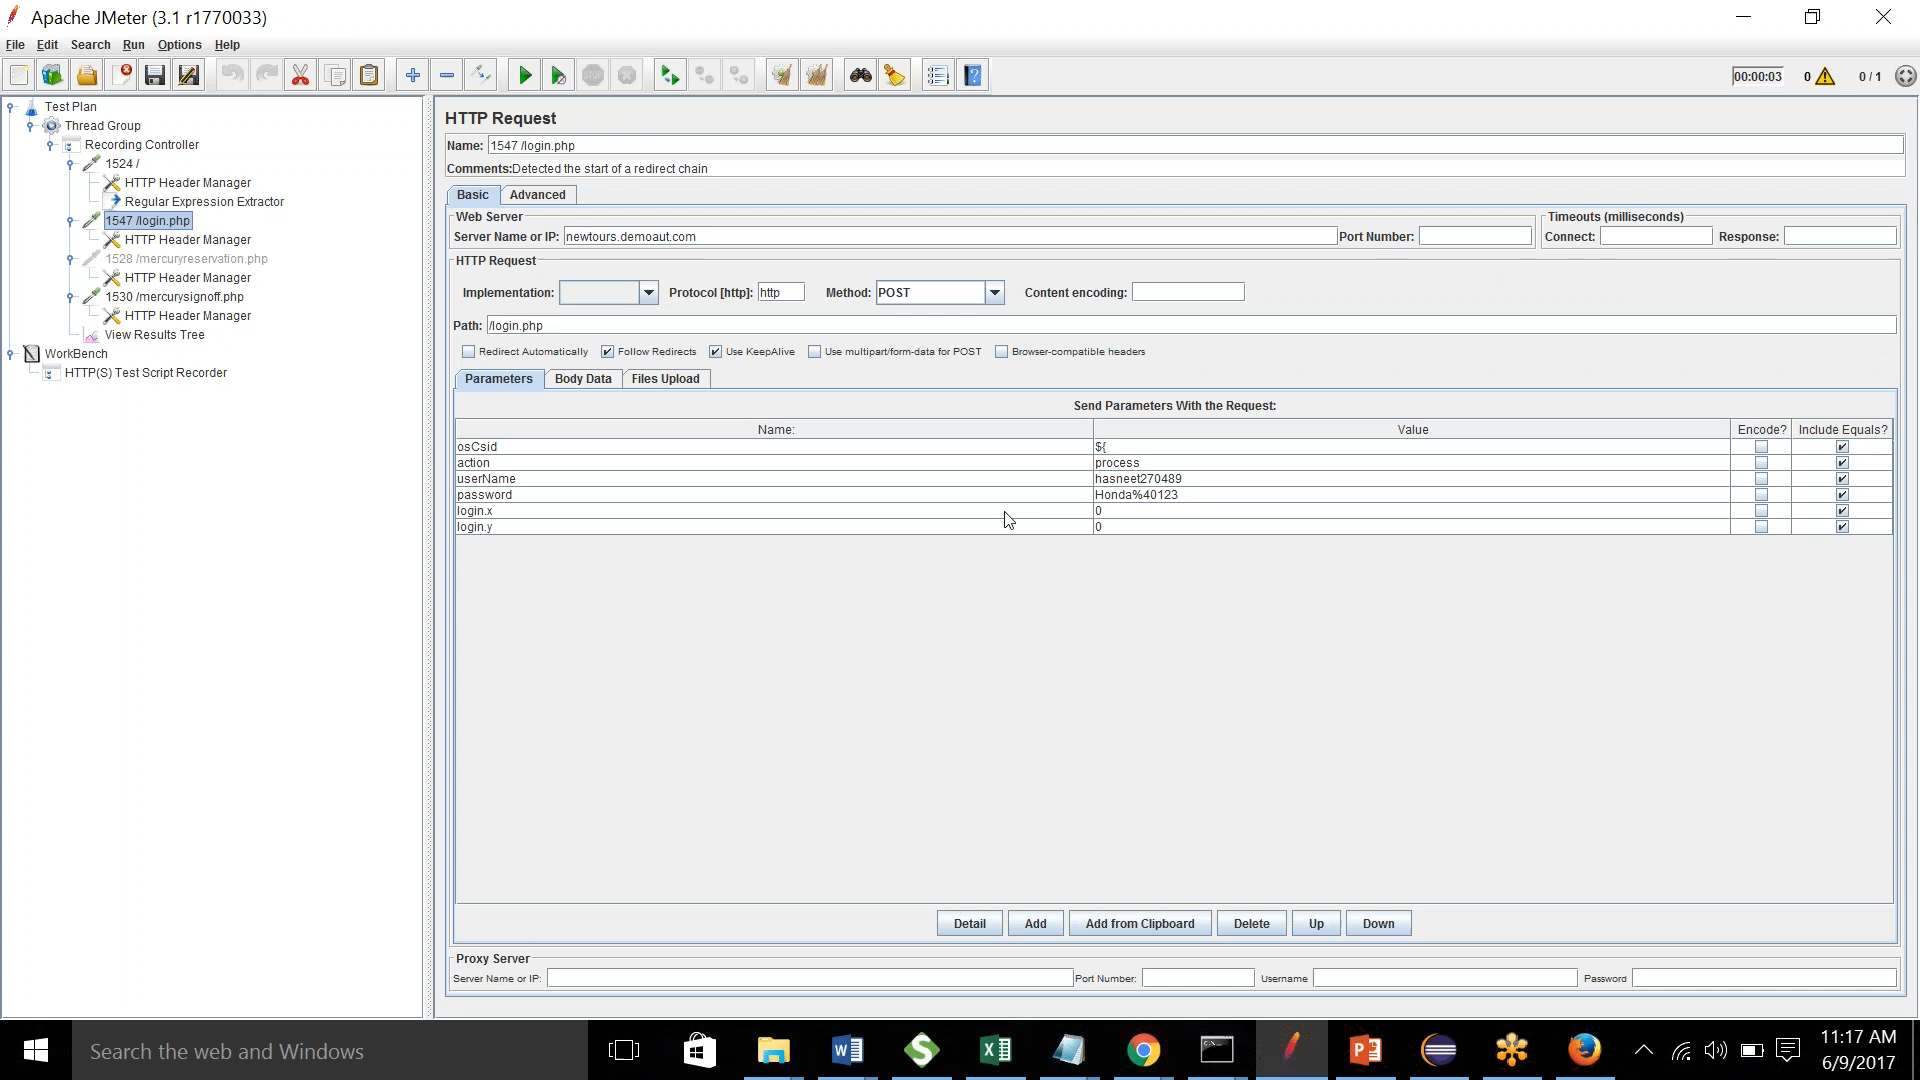 Apache JMeter (3.1 r1770033)
File Edit Search Run Options Help
00:00:03 0 0 / 1
Test Plan
Thread Group
Recording Controller
1524 /
HTTP Header Manager
Regular Expression Extractor
1547 /login.php
HTTP Header Manager
1528 /mercuryreservation.php
HTTP Header Manager
1530 /mercurysignoff.php
HTTP Header Manager
View Results Tree
WorkBench
HTTP(S) Test Script Recorder
HTTP Request
Name: 1547 /login.php
Comments:Detected the start of a redirect chain
Basic Advanced
Web Server Timeouts (milliseconds)
Server Name or IP: newtours.demoaut.com Port Number: Connect: Response:
HTTP Request
Implementation: Protocol [http]: http Method: POST Content encoding:
Path: /login.php
Redirect Automatically Follow Redirects Use KeepAlive Use multipart/form-data for POST Browser-compatible headers
Parameters Body Data Files Upload
Send Parameters With the Request:
Name: Value Encode? Include Equals?
osCsid ${
action process
userName hasneet270489
password Honda%40123
login.x 0
login.y 0
Detail Add Add from Clipboard Delete Up Down
Proxy Server
Server Name or IP: Port Number: Username Password
Search the web and Windows
11:17 AM
6/9/2017